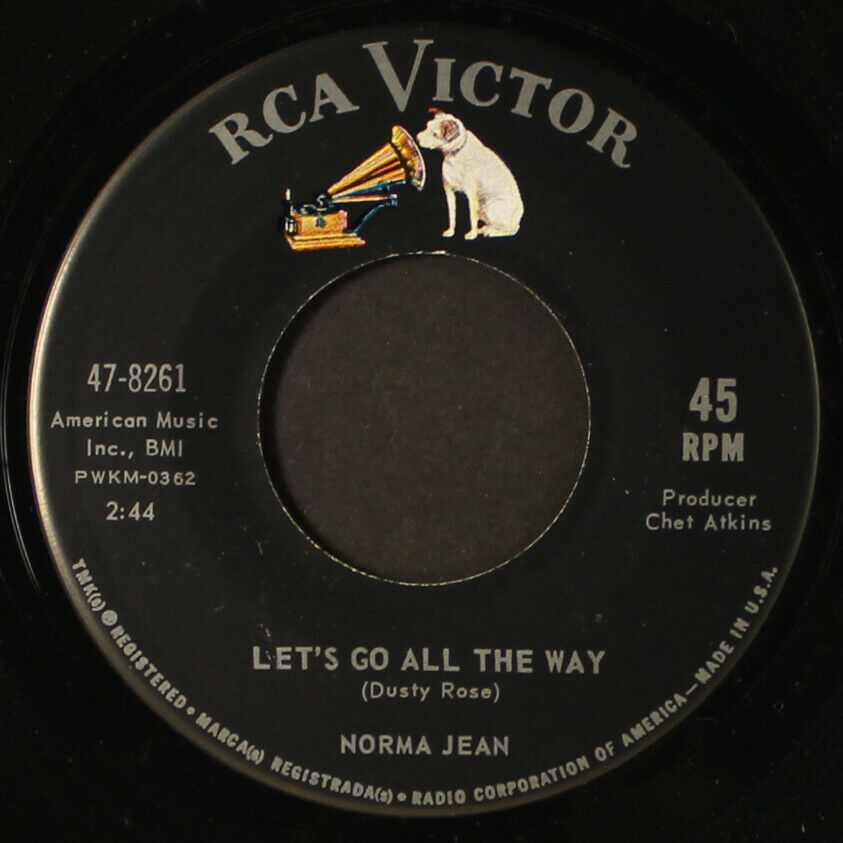 RCA VICTOR
47-8261
American Music
Inc., BMI
PWKM-0362
2:44
45
RPM
Producer
Chet Atkins
LET'S GO ALL THE WAY
(Dusty Rose)
NORMA JEAN
TMK(s) ® REGISTERED • MARCA(s) REGISTRADA(s) • RADIO CORPORATION OF AMERICA—MADE IN U.S.A.